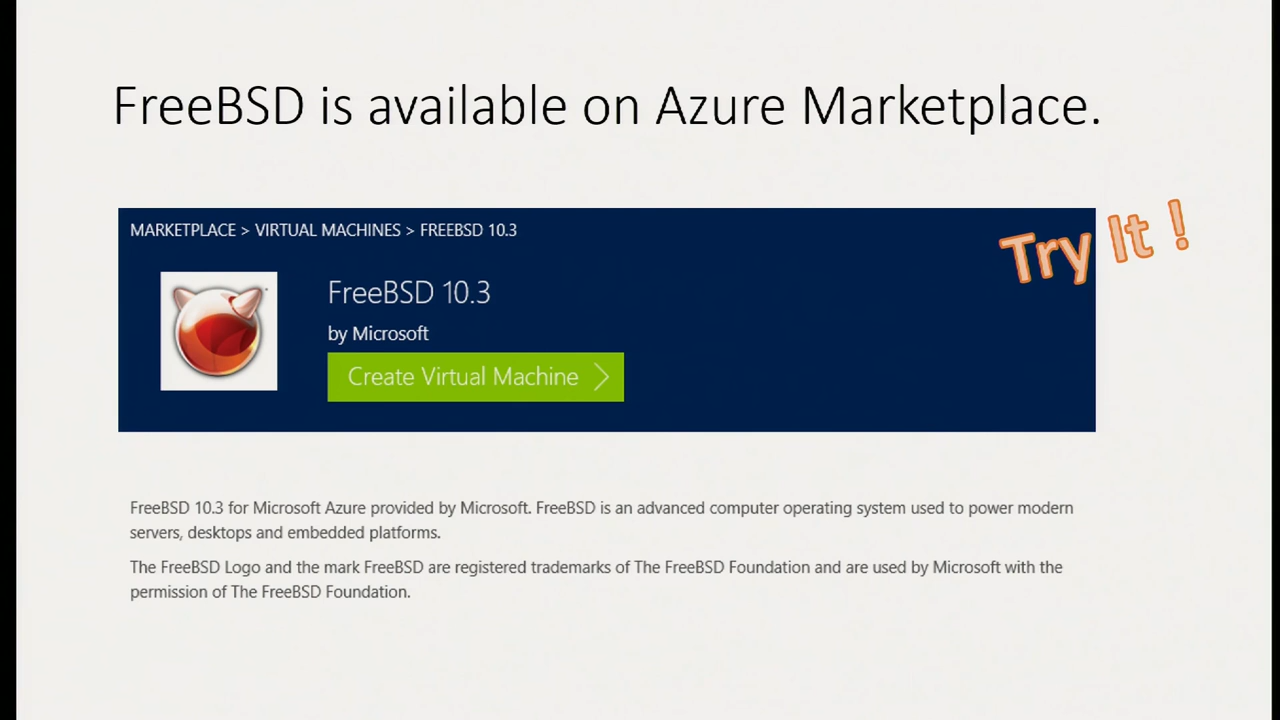 FreeBSD is available on Azure Marketplace.
MARKETPLACE > VIRTUAL MACHINES > FREEBSD 10.3
Try It !
FreeBSD 10.3
by Microsoft
Create Virtual Machine
FreeBSD 10.3 for Microsoft Azure provided by Microsoft. FreeBSD is an advanced computer operating system used to power modern
servers, desktops and embedded platforms.
The FreeBSD Logo and the mark FreeBSD are registered trademarks of The FreeBSD Foundation and are used by Microsoft with the
permission of The FreeBSD Foundation.